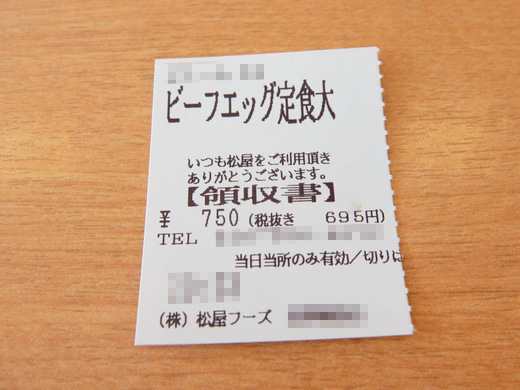 ビーフエッグ定食大
いつも松屋をご利用頂き
ありがとうございます。
【領収書】
¥ 750 (税抜き 695円)
TEL
当日当所のみ有効/切りに
(株) 松屋フーズ